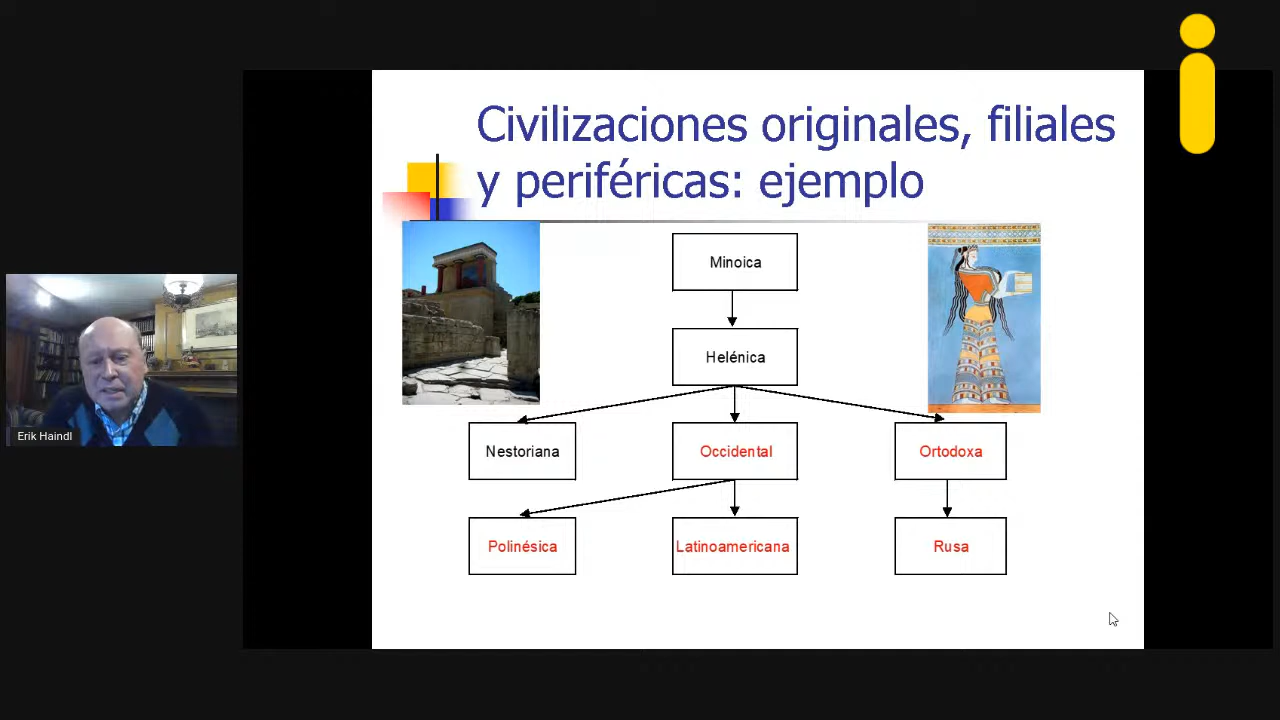 Civilizaciones originales, filiales
y periféricas: ejemplo
Minoica
Helénica
Nestoriana
Occidental
Ortodoxa
Polinésica
Latinoamericana
Rusa
Erik Haindl